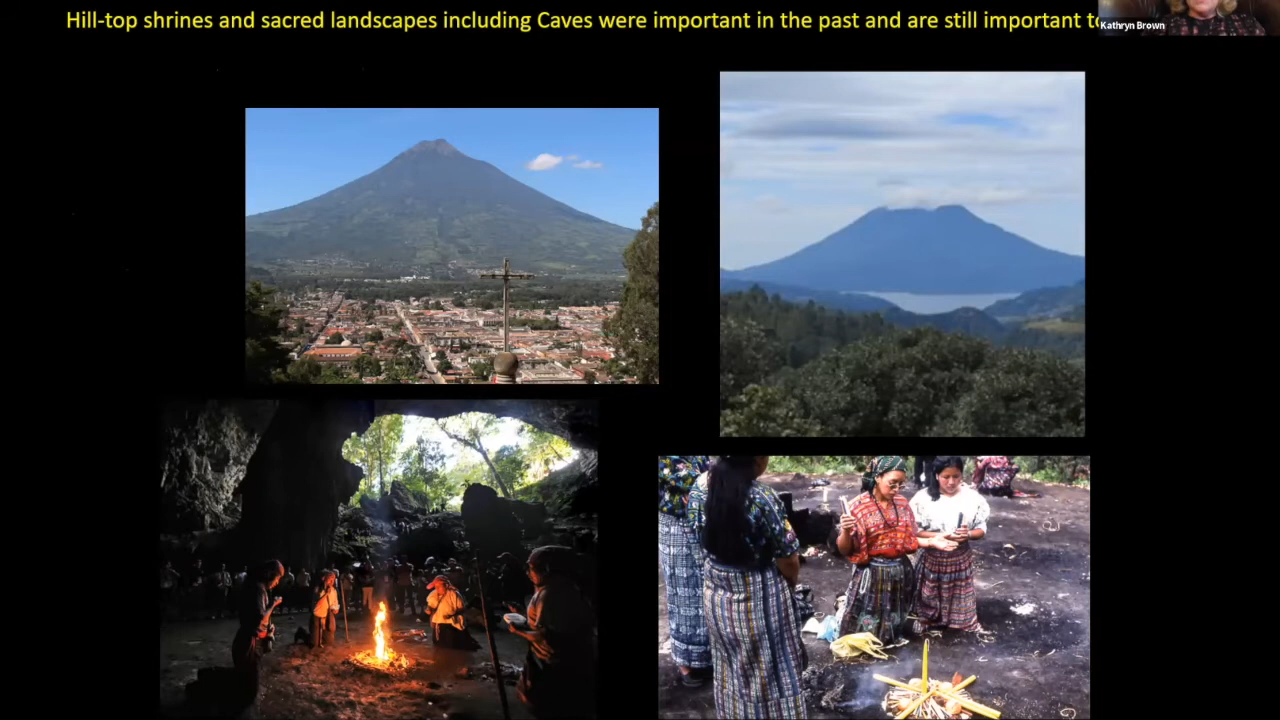 Hill-top shrines and sacred landscapes including Caves were important in the past and are still important to
Kathryn Brown